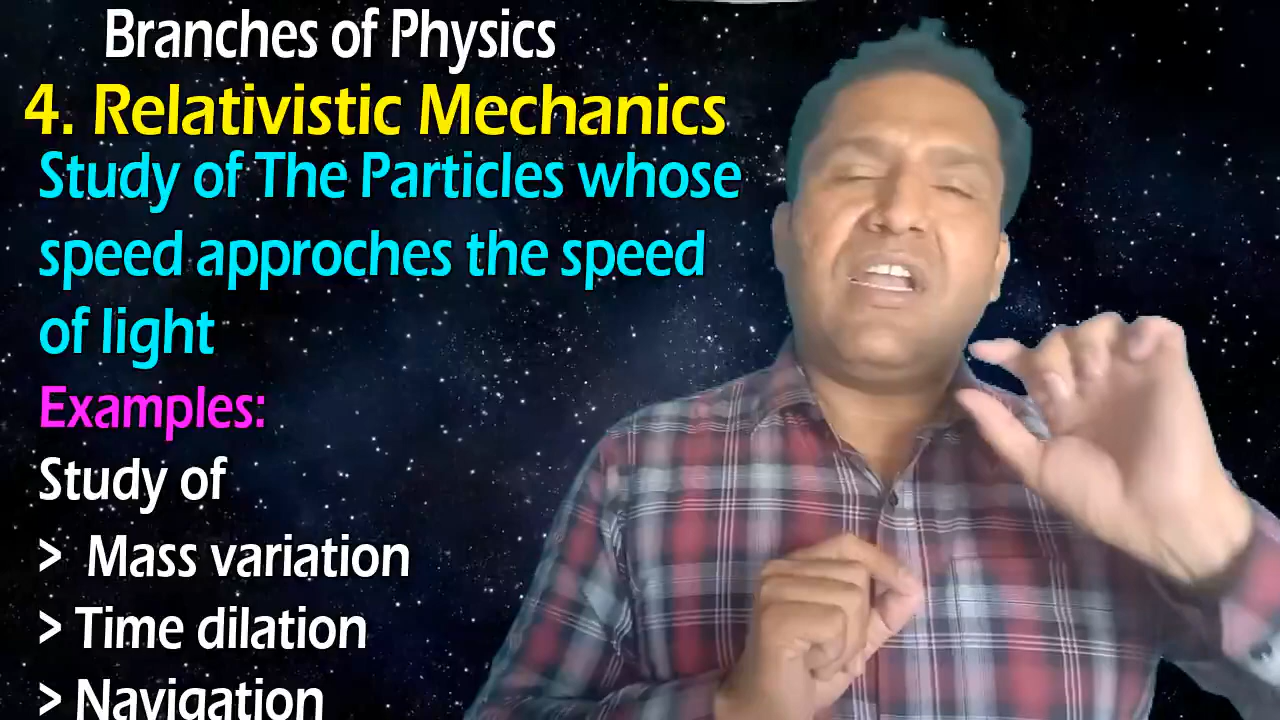 Branches of Physics
4. Relativistic Mechanics
Study of The Particles whose
speed approches the speed
of light
Examples:
Study of
> Mass variation
> Time dilation
> Navigation